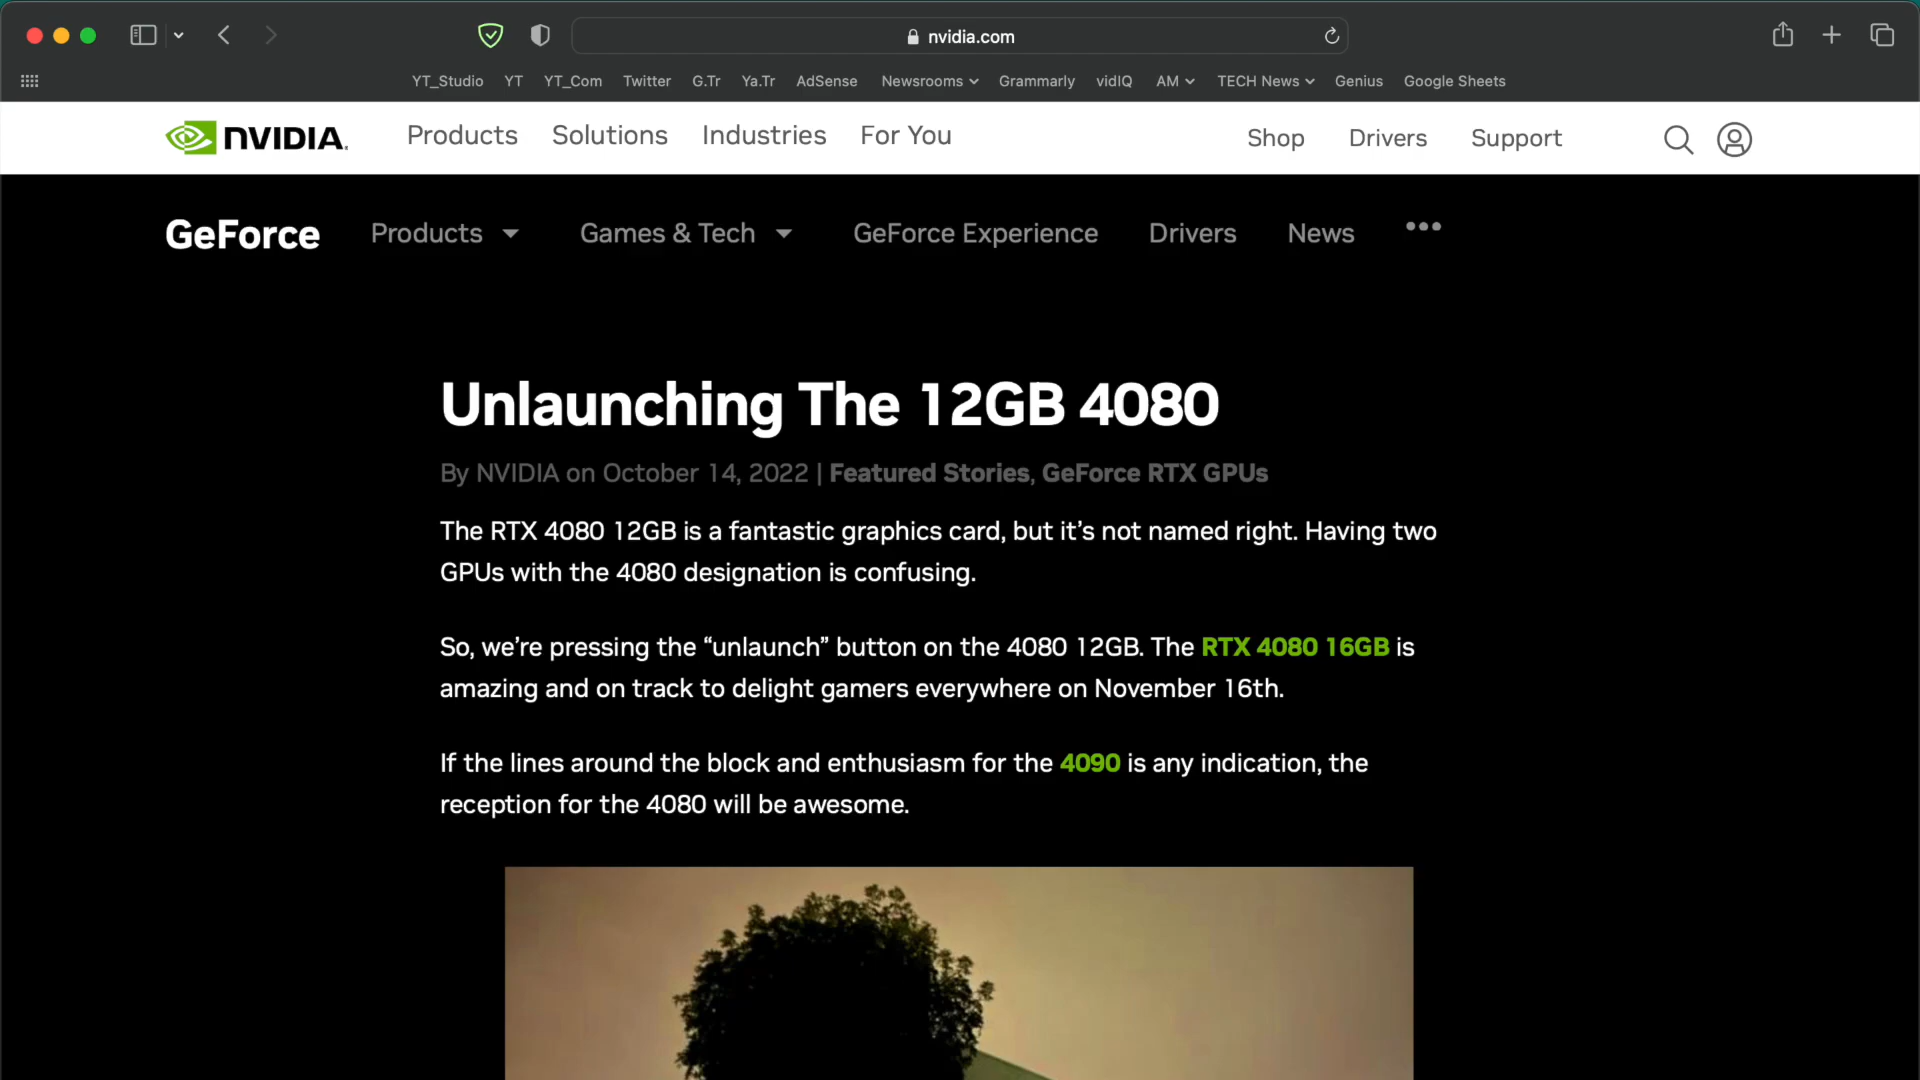 nvidia.com
YT_Studio YT YT_Com Twitter G.Tr Ya.Tr AdSense Newsrooms Grammarly vidIQ AM TECH News Genius Google Sheets
NVIDIA. Products Solutions Industries For You Shop Drivers Support
GeForce Products Games & Tech GeForce Experience Drivers News •••
Unlaunching The 12GB 4080
By NVIDIA on October 14, 2022 | Featured Stories, GeForce RTX GPUs
The RTX 4080 12GB is a fantastic graphics card, but it’s not named right. Having two
GPUs with the 4080 designation is confusing.
So, we’re pressing the “unlaunch” button on the 4080 12GB. The RTX 4080 16GB is
amazing and on track to delight gamers everywhere on November 16th.
If the lines around the block and enthusiasm for the 4090 is any indication, the
reception for the 4080 will be awesome.